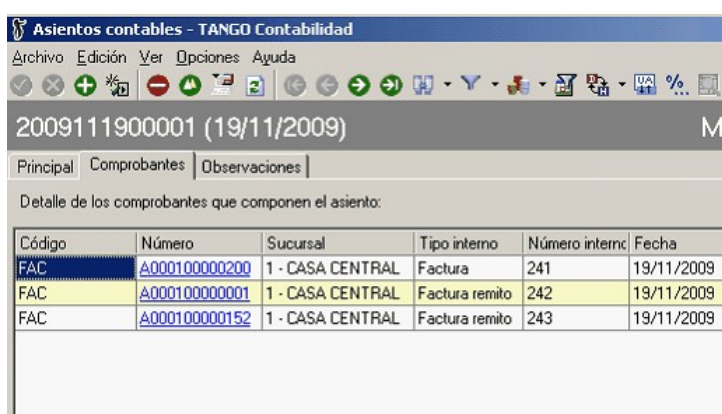 Asientos contables - TANGO Contabilidad
Archivo Edición Ver Opciones Ayuda
2009111900001 (19/11/2009) M
Principal Comprobantes Observaciones
Detalle de los comprobantes que componen el asiento:
Código Número Sucursal Tipo interno Número interno Fecha
FAC A000100000200 1 - CASA CENTRAL Factura 241 19/11/2009
FAC A000100000001 1 - CASA CENTRAL Factura remito 242 19/11/2009
FAC A000100000152 1 - CASA CENTRAL Factura remito 243 19/11/2009